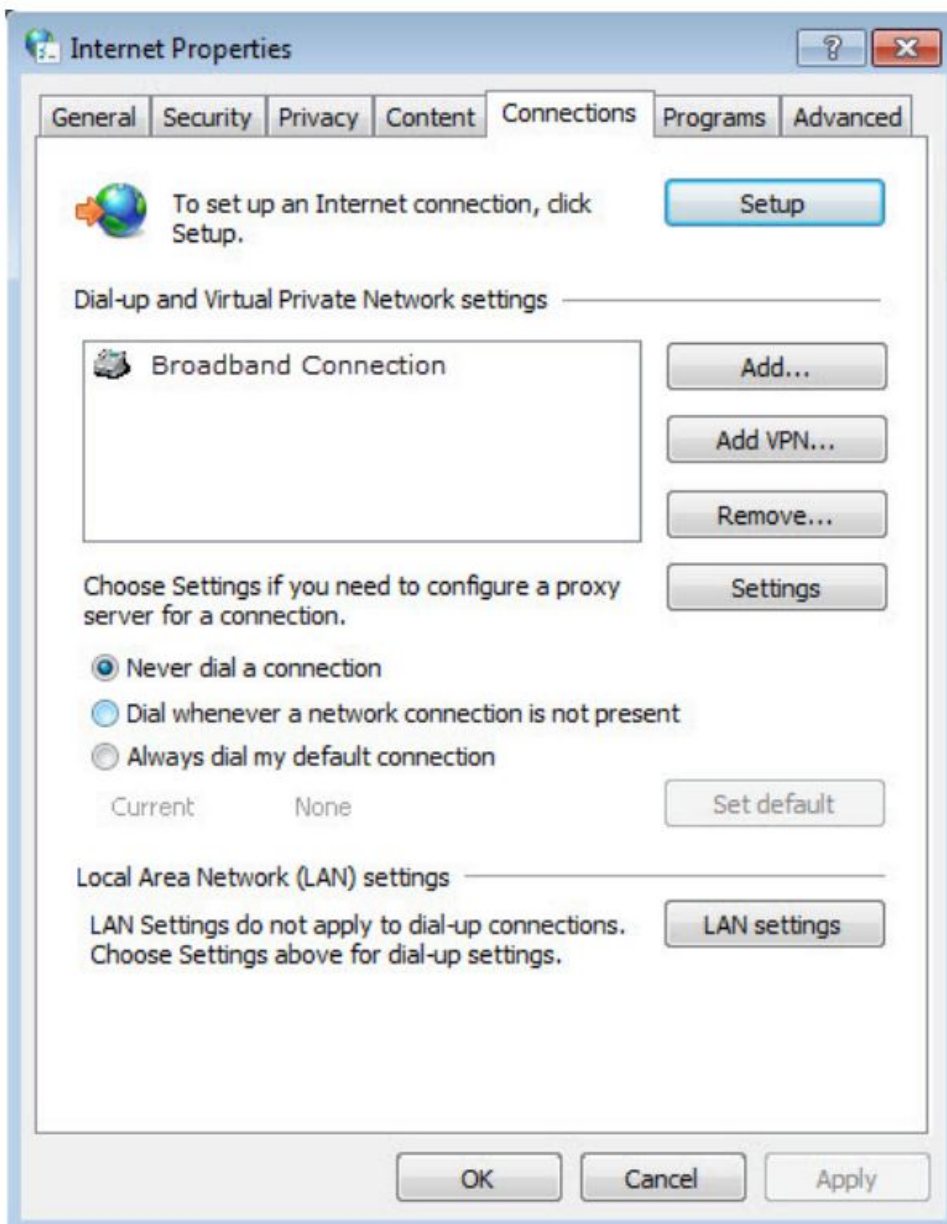 Internet Properties
General Security Privacy Content Connections Programs Advanced
To set up an Internet connection, click
Setup.
Setup
Dial-up and Virtual Private Network settings
Broadband Connection
Add...
Add VPN...
Remove...
Choose Settings if you need to configure a proxy
server for a connection.
Settings
Never dial a connection
Dial whenever a network connection is not present
Always dial my default connection
Current None
Set default
Local Area Network (LAN) settings
LAN Settings do not apply to dial-up connections.
Choose Settings above for dial-up settings.
LAN settings
OK Cancel Apply